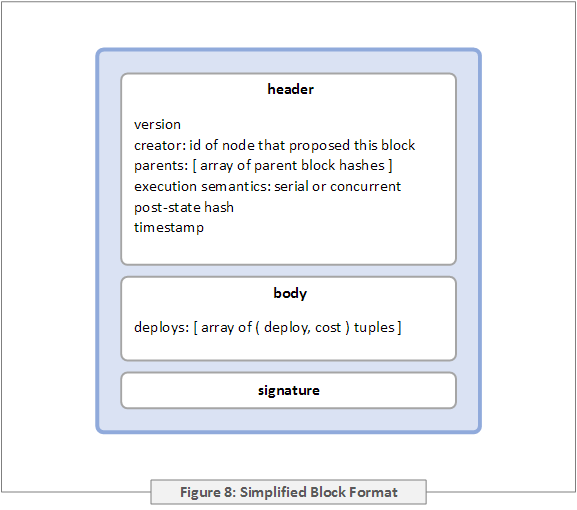 header
version
creator: id of node that proposed this block
parents: [ array of parent block hashes ]
execution semantics: serial or concurrent
post-state hash
timestamp
body
deploys: [ array of ( deploy, cost ) tuples ]
signature
Figure 8: Simplified Block Format